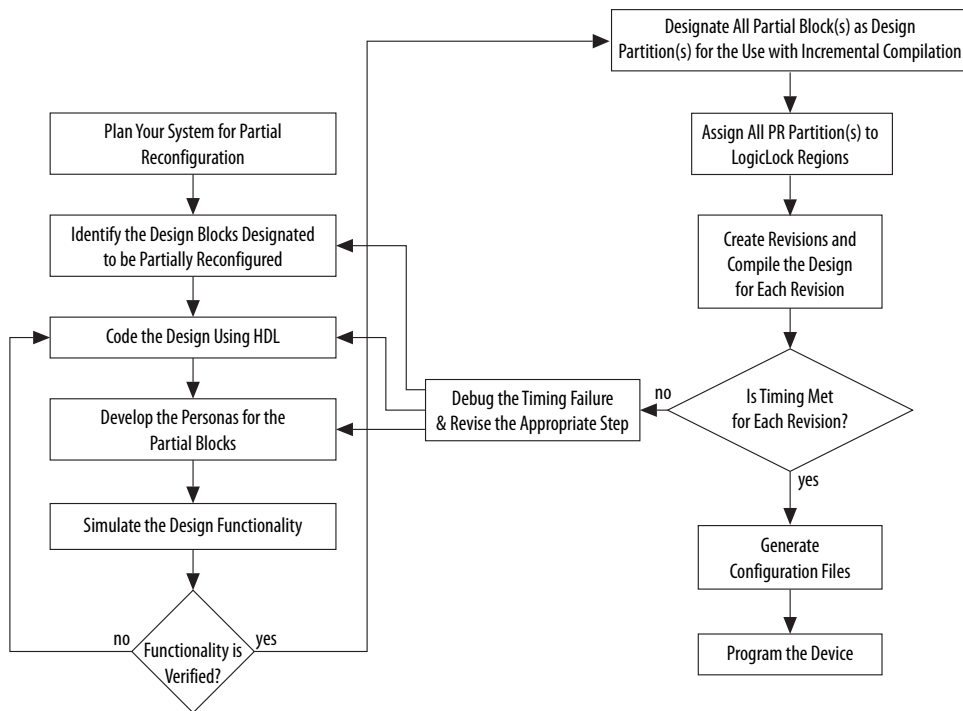 Plan Your System for Partial
Reconfiguration
Identify the Design Blocks Designated
to be Partially Reconfigured
Code the Design Using HDL
Develop the Personas for the
Partial Blocks
Simulate the Design Functionality
no
Functionality is
Verified?
yes
Designate All Partial Block(s) as Design
Partition(s) for the Use with Incremental Compilation
Assign All PR Partition(s) to
LogicLock Regions
Create Revisions and
Compile the Design
for Each Revision
Is Timing Met
for Each Revision?
no
Debug the Timing Failure
& Revise the Appropriate Step
yes
Generate
Configuration Files
Program the Device